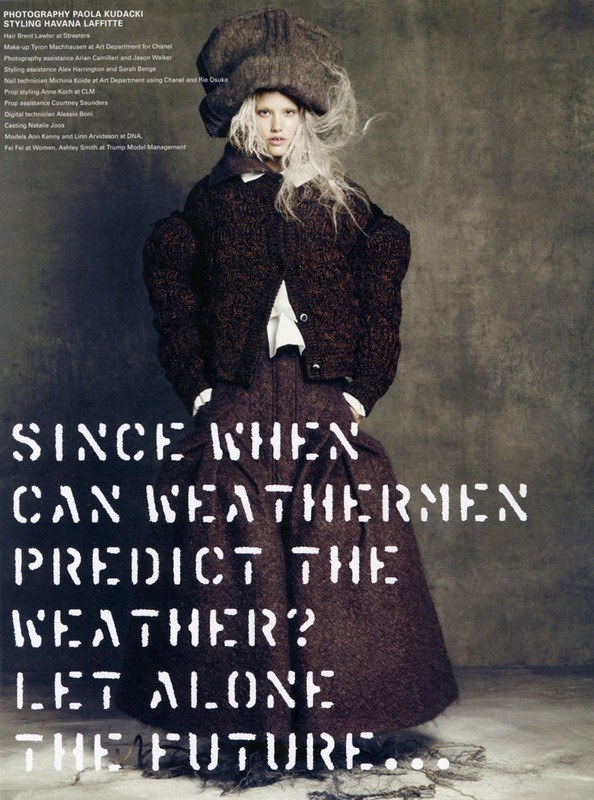 PHOTOGRAPHY PAOLA KUDACKI
STYLING HAVANA LAFFITTE
Hair Brent Lawler at Streeters
Make-up Tyron Machhausen at Art Department for Chanel
Photography assistance Arian Camilleri and Jason Walker
Styling assistance Alex Harrington and Sarah Benge
Nail technician Michina Koide at Art Department using Chanel and Rie Osuka
Prop styling Anne Koch at CLM
Prop assistance Courtney Saunders
Digital technician Alessio Boni
Casting Natalie Joos
Models Ann Kenny and Linn Arvidsson at DNA,
Fei Fei at Women, Ashley Smith at Trump Model Management
SINCE WHEN
CAN WEATHERMEN
PREDICT THE
WEATHER?
LET ALONE
THE FUTURE...